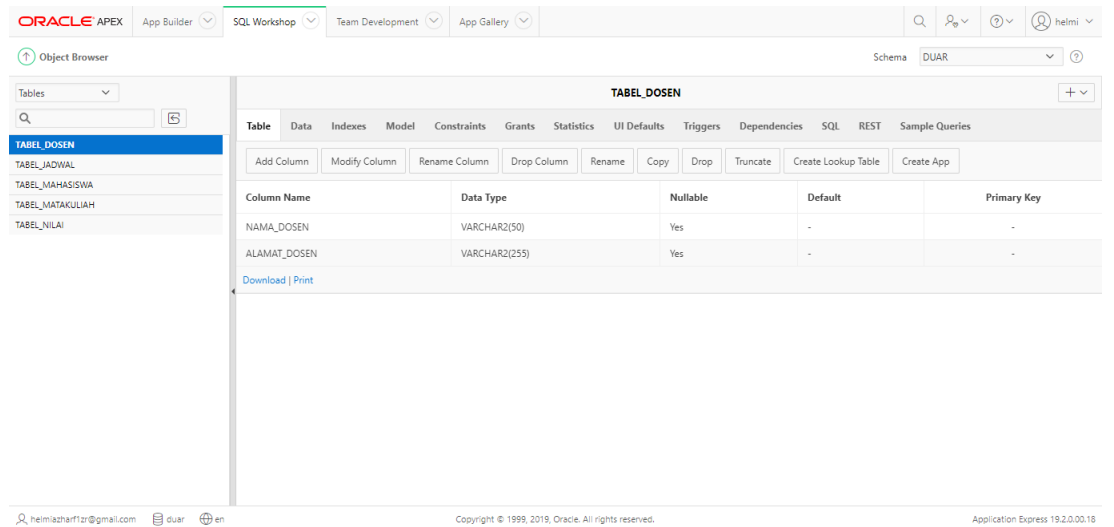 ORACLE APEX App Builder SQL Workshop Team Development App Gallery helmi
Object Browser Schema DUAR
Tables TABEL_DOSEN
Table Data Indexes Model Constraints Grants Statistics UI Defaults Triggers Dependencies SQL REST Sample Queries
TABEL_DOSEN
TABEL_JADWAL
TABEL_MAHASISWA
TABEL_MATAKULIAH
TABEL_NILAI
Add Column Modify Column Rename Column Drop Column Rename Copy Drop Truncate Create Lookup Table Create App
Column Name Data Type Nullable Default Primary Key
NAMA_DOSEN VARCHAR2(50) Yes - -
ALAMAT_DOSEN VARCHAR2(255) Yes - -
Download | Print
helmiazharf1zr@gmail.com duar en Copyright © 1999, 2019, Oracle. All rights reserved. Application Express 19.2.0.00.18